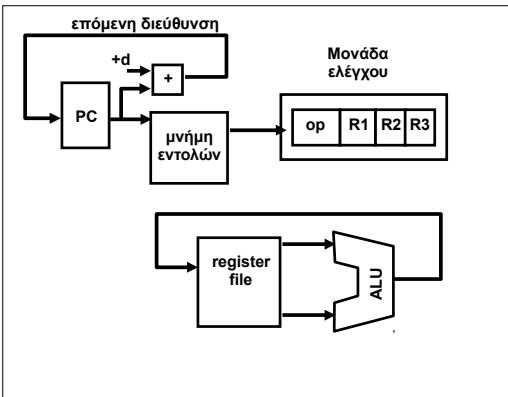 επόμενη διεύθυνση
+d
+
PC
μνήμη
εντολών
Μονάδα
ελέγχου
op R1 R2 R3
register
file
ALU